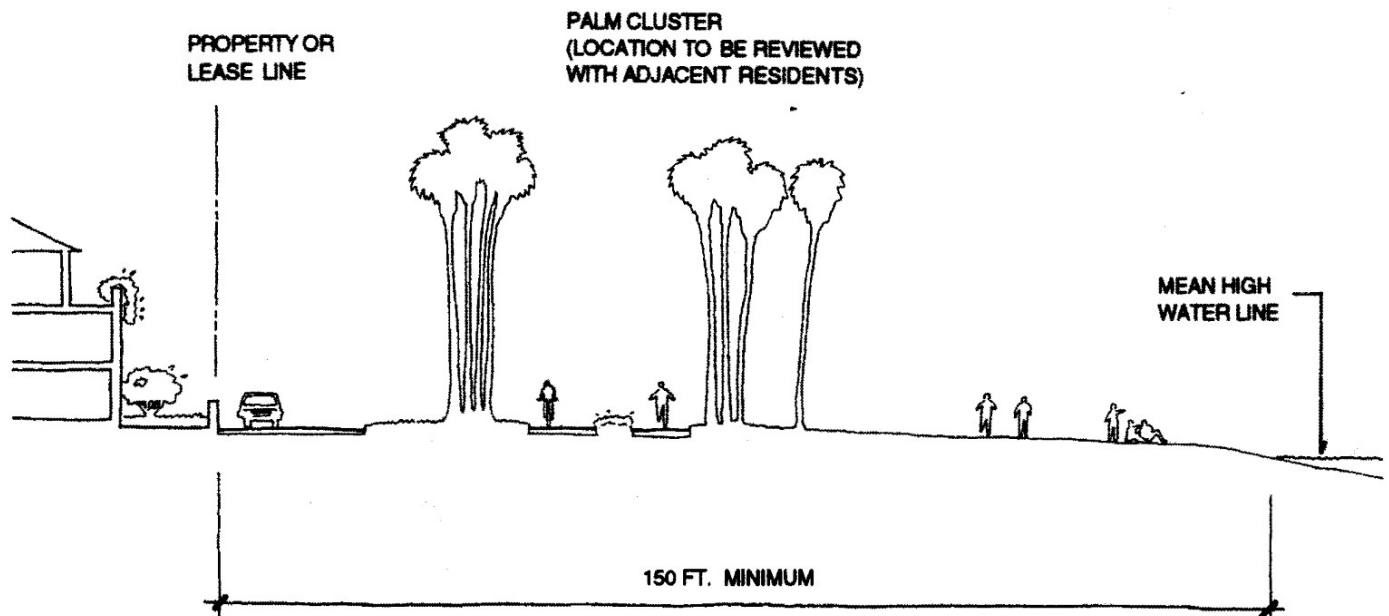 PROPERTY OR
LEASE LINE
PALM CLUSTER
(LOCATION TO BE REVIEWED
WITH ADJACENT RESIDENTS)
MEAN HIGH
WATER LINE
150 FT. MINIMUM